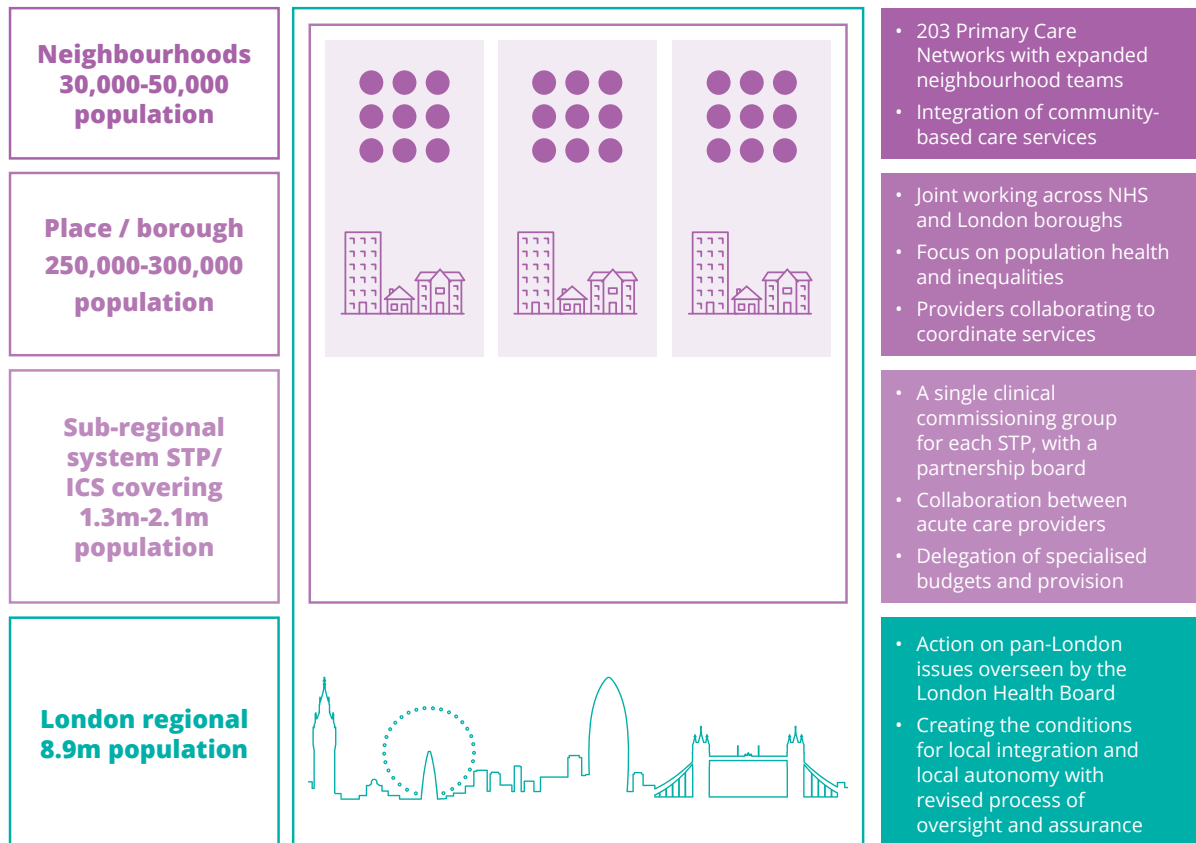 Neighbourhoods
30,000-50,000
population
• 203 Primary Care
Networks with expanded
neighbourhood teams
• Integration of community-
based care services
Place / borough
250,000-300,000
population
• Joint working across NHS
and London boroughs
• Focus on population health
and inequalities
• Providers collaborating to
coordinate services
Sub-regional
system STP/
ICS covering
1.3m-2.1m
population
• A single clinical
commissioning group
for each STP, with a
partnership board
• Collaboration between
acute care providers
• Delegation of specialised
budgets and provision
London regional
8.9m population
• Action on pan-London
issues overseen by the
London Health Board
• Creating the conditions
for local integration and
local autonomy with
revised process of
oversight and assurance